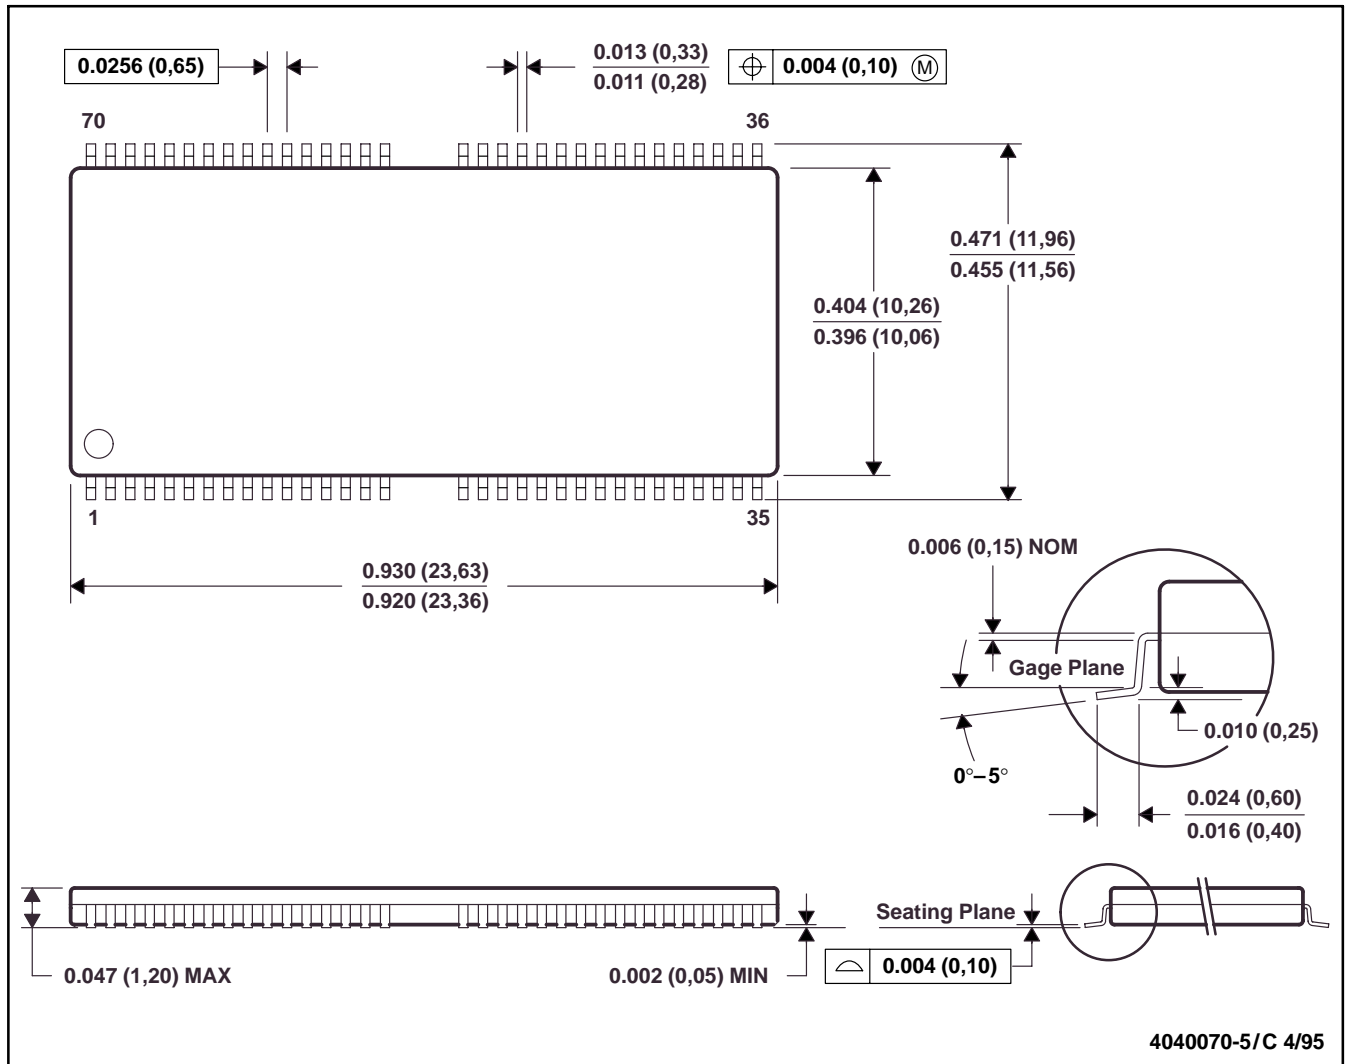 0.0256 (0,65)
0.013 (0,33)
0.011 (0,28)
0.004 (0,10) M
70
36
0.471 (11,96)
0.455 (11,56)
0.404 (10,26)
0.396 (10,06)
1
35
0.930 (23,63)
0.920 (23,36)
0.006 (0,15) NOM
Gage Plane
0.010 (0,25)
0°–5°
0.024 (0,60)
0.016 (0,40)
Seating Plane
0.047 (1,20) MAX
0.002 (0,05) MIN
0.004 (0,10)
4040070-5/C 4/95